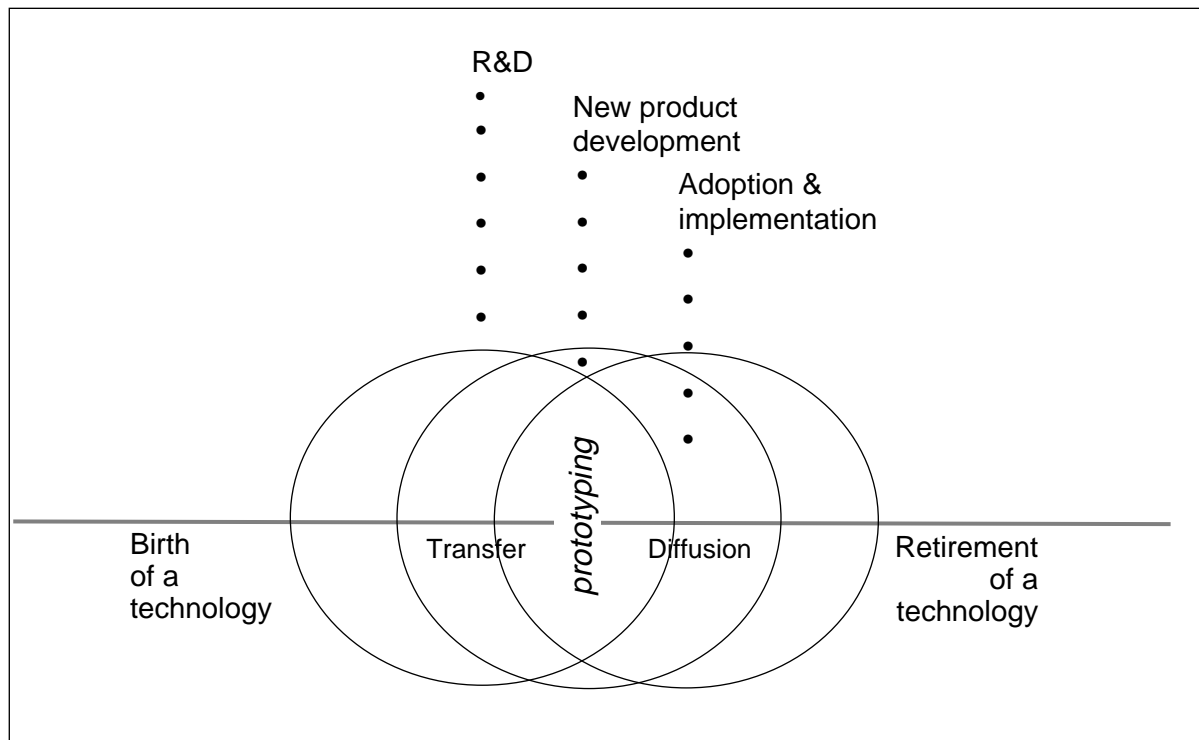 R&D
New product
development
Adoption &
implementation
prototyping
Birth
of a
technology
Transfer
Diffusion
Retirement
of a
technology